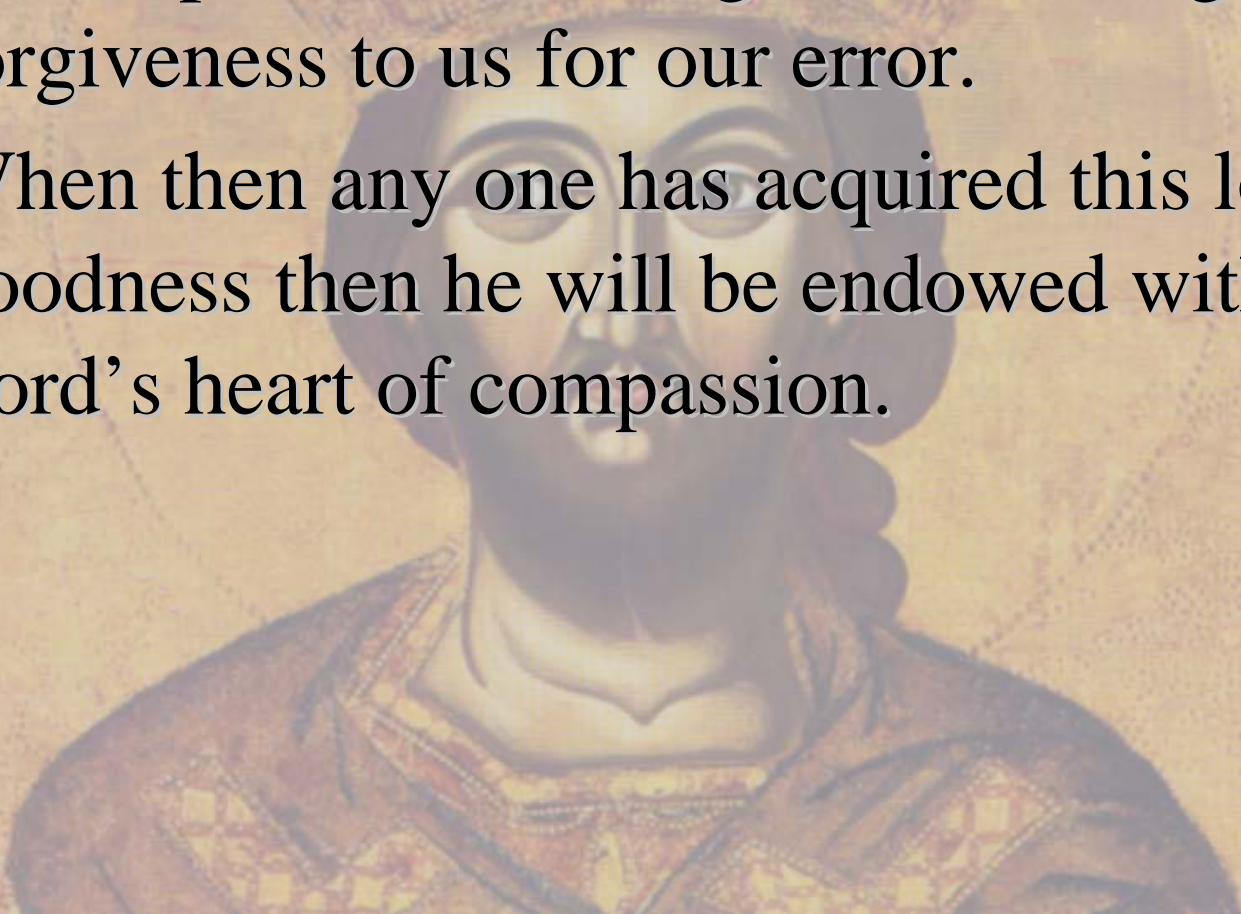 orgiveness to us for our error.
hen then any one has acquired this
oodness then he will be endowed wit
ord’s heart of compassion.